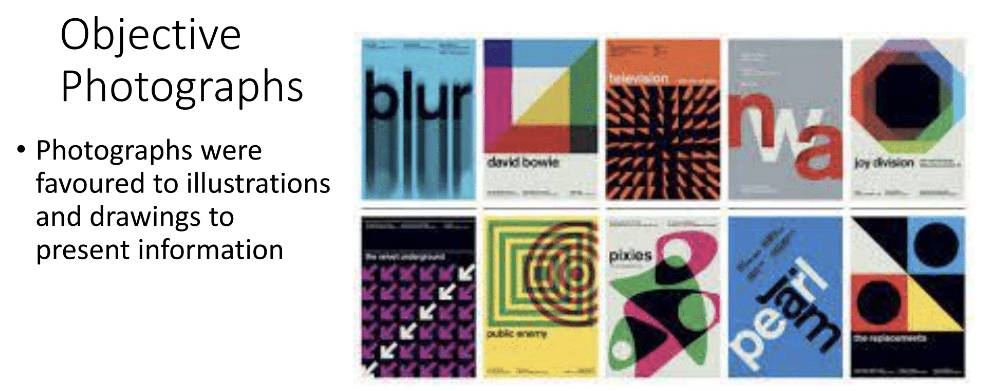 Objective
Photographs
• Photographs were
favoured to illustrations
and drawings to
present information
blur
david bowie
television
nwa
joy division
the velvet underground
public enemy
pixies
pearl
jam
the replacements